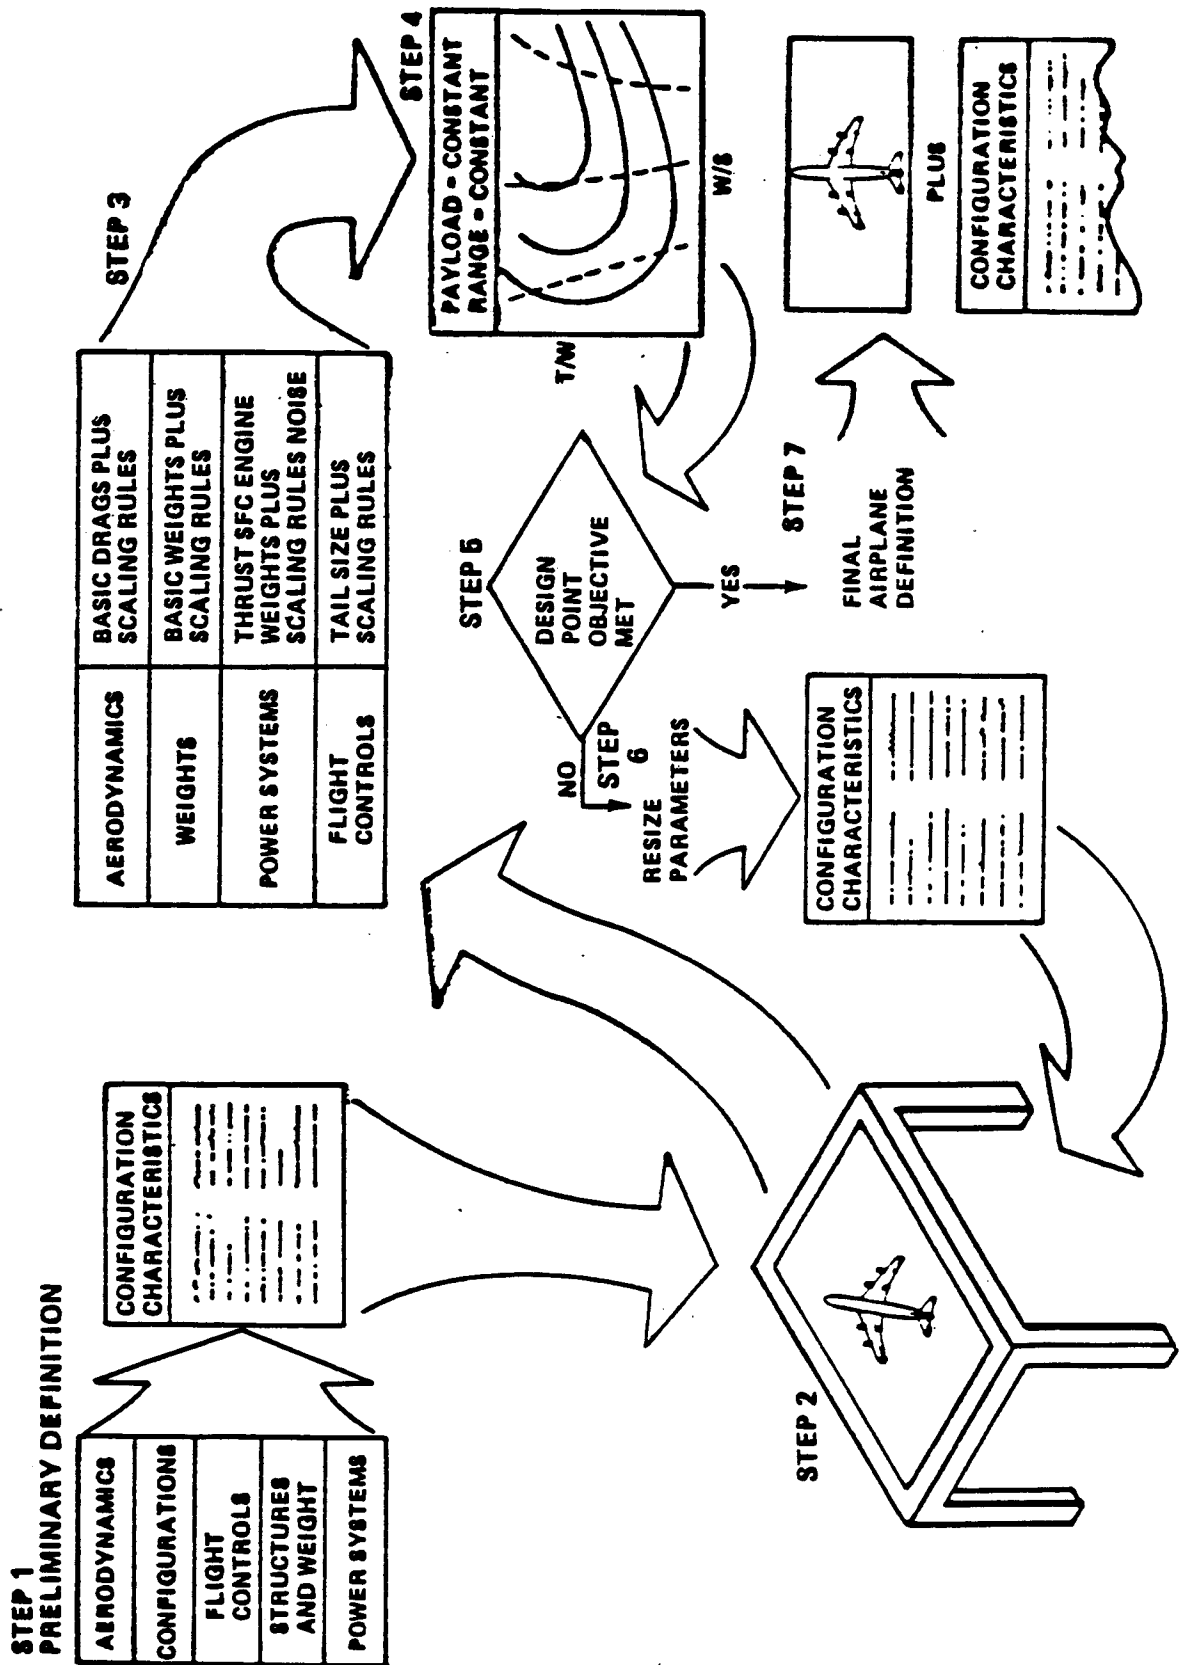 STEP 1
PRELIMINARY DEFINITION
AERODYNAMICS
CONFIGURATIONS
FLIGHT
CONTROLS
STRUCTURES
AND WEIGHT
POWER SYSTEMS
CONFIGURATION
CHARACTERISTICS
STEP 2
AERODYNAMICS
BASIC DRAGS PLUS
SCALING RULES
WEIGHTS
BASIC WEIGHTS PLUS
SCALING RULES
POWER SYSTEMS
THRUST SFC ENGINE
WEIGHTS PLUS
SCALING RULES NOISE
FLIGHT
CONTROLS
TAIL SIZE PLUS
SCALING RULES
STEP 3
STEP 4
PAYLOAD = CONSTANT
RANGE = CONSTANT
T/W
W/S
STEP 5
DESIGN
POINT
OBJECTIVE
MET
NO
STEP
6
RESIZE
PARAMETERS
CONFIGURATION
CHARACTERISTICS
YES
STEP 7
FINAL
AIRPLANE
DEFINITION
PLUS
CONFIGURATION
CHARACTERISTICS